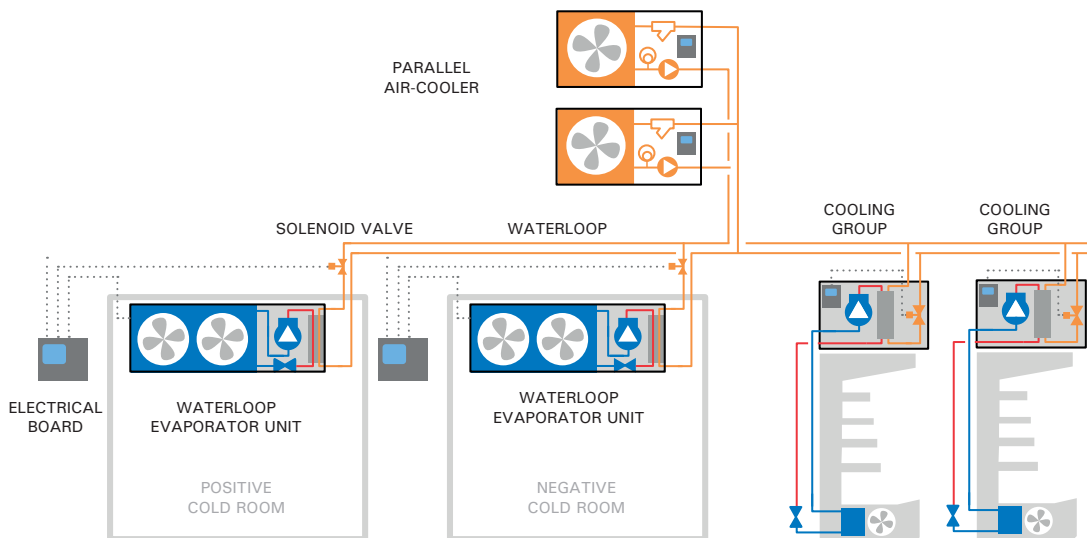 PARALLEL
AIR-COOLER
SOLENOID VALVE
WATERLOOP
COOLING
GROUP
COOLING
GROUP
ELECTRICAL
BOARD
WATERLOOP
EVAPORATOR UNIT
WATERLOOP
EVAPORATOR UNIT
POSITIVE
COLD ROOM
NEGATIVE
COLD ROOM